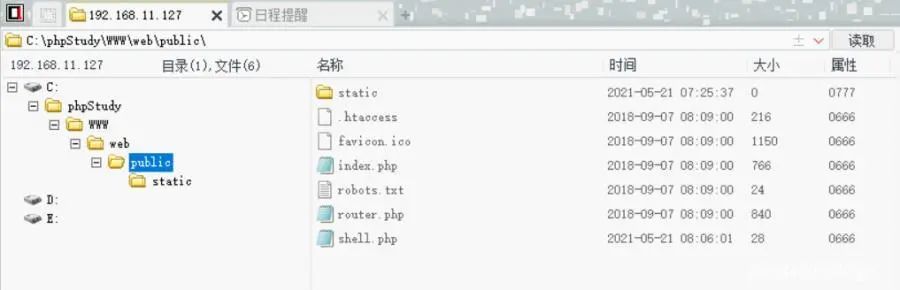 192.168.11.127 日程提醒
C:\phpStudy\WWW\web\public\ 读取
192.168.11.127 目录(1),文件(6) 名称 时间 大小 属性
C:
phpStudy
WWW
web
public
static
D:
E:
static 2021-05-21 07:25:37 0 0777
.htaccess 2018-09-07 08:09:00 216 0666
favicon.ico 2018-09-07 08:09:00 1150 0666
index.php 2018-09-07 08:09:00 766 0666
robots.txt 2018-09-07 08:09:00 24 0666
router.php 2018-09-07 08:09:00 840 0666
shell.php 2021-05-21 08:06:01 28 0666